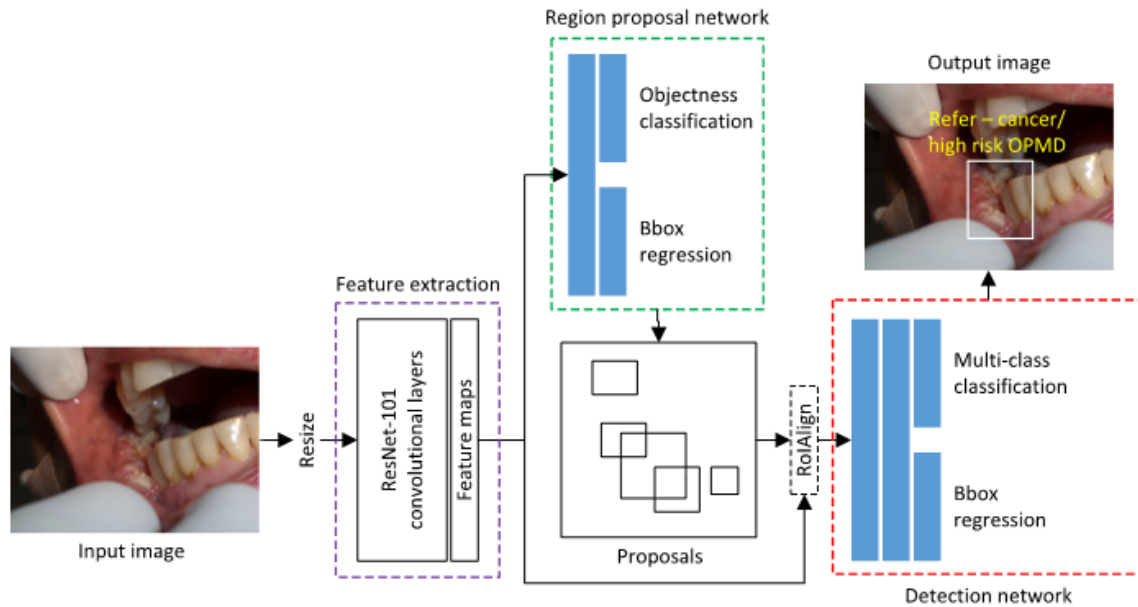 Region proposal network
Objectness
classification
Bbox
regression
Output image
Refer – cancer/
high risk OPMD
Feature extraction
ResNet-101
convolutional layers
Feature maps
Resize
Input image
Proposals
RoIAlign
Multi-class
classification
Bbox
regression
Detection network